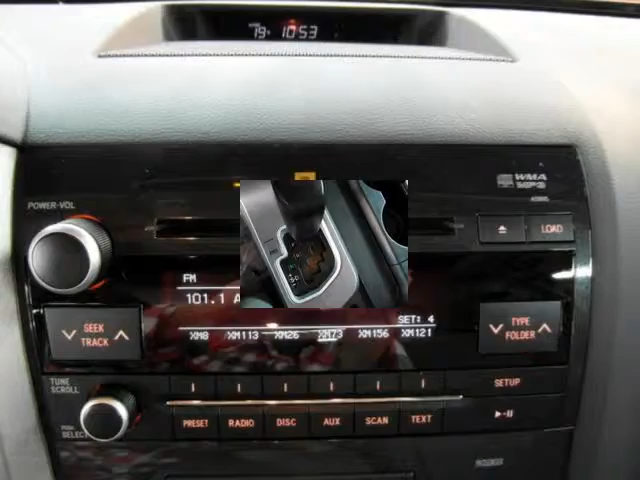 79° 10:53
WMA
MP3
POWER·VOL
LOAD
FM
101.1
SET: 4
XM8 XM113 XM26 XM73 XM156 XM121
SEEK
TRACK
TYPE
FOLDER
TUNE
SCROLL
SETUP
PUSH
SELECT
PRESET RADIO DISC AUX SCAN TEXT